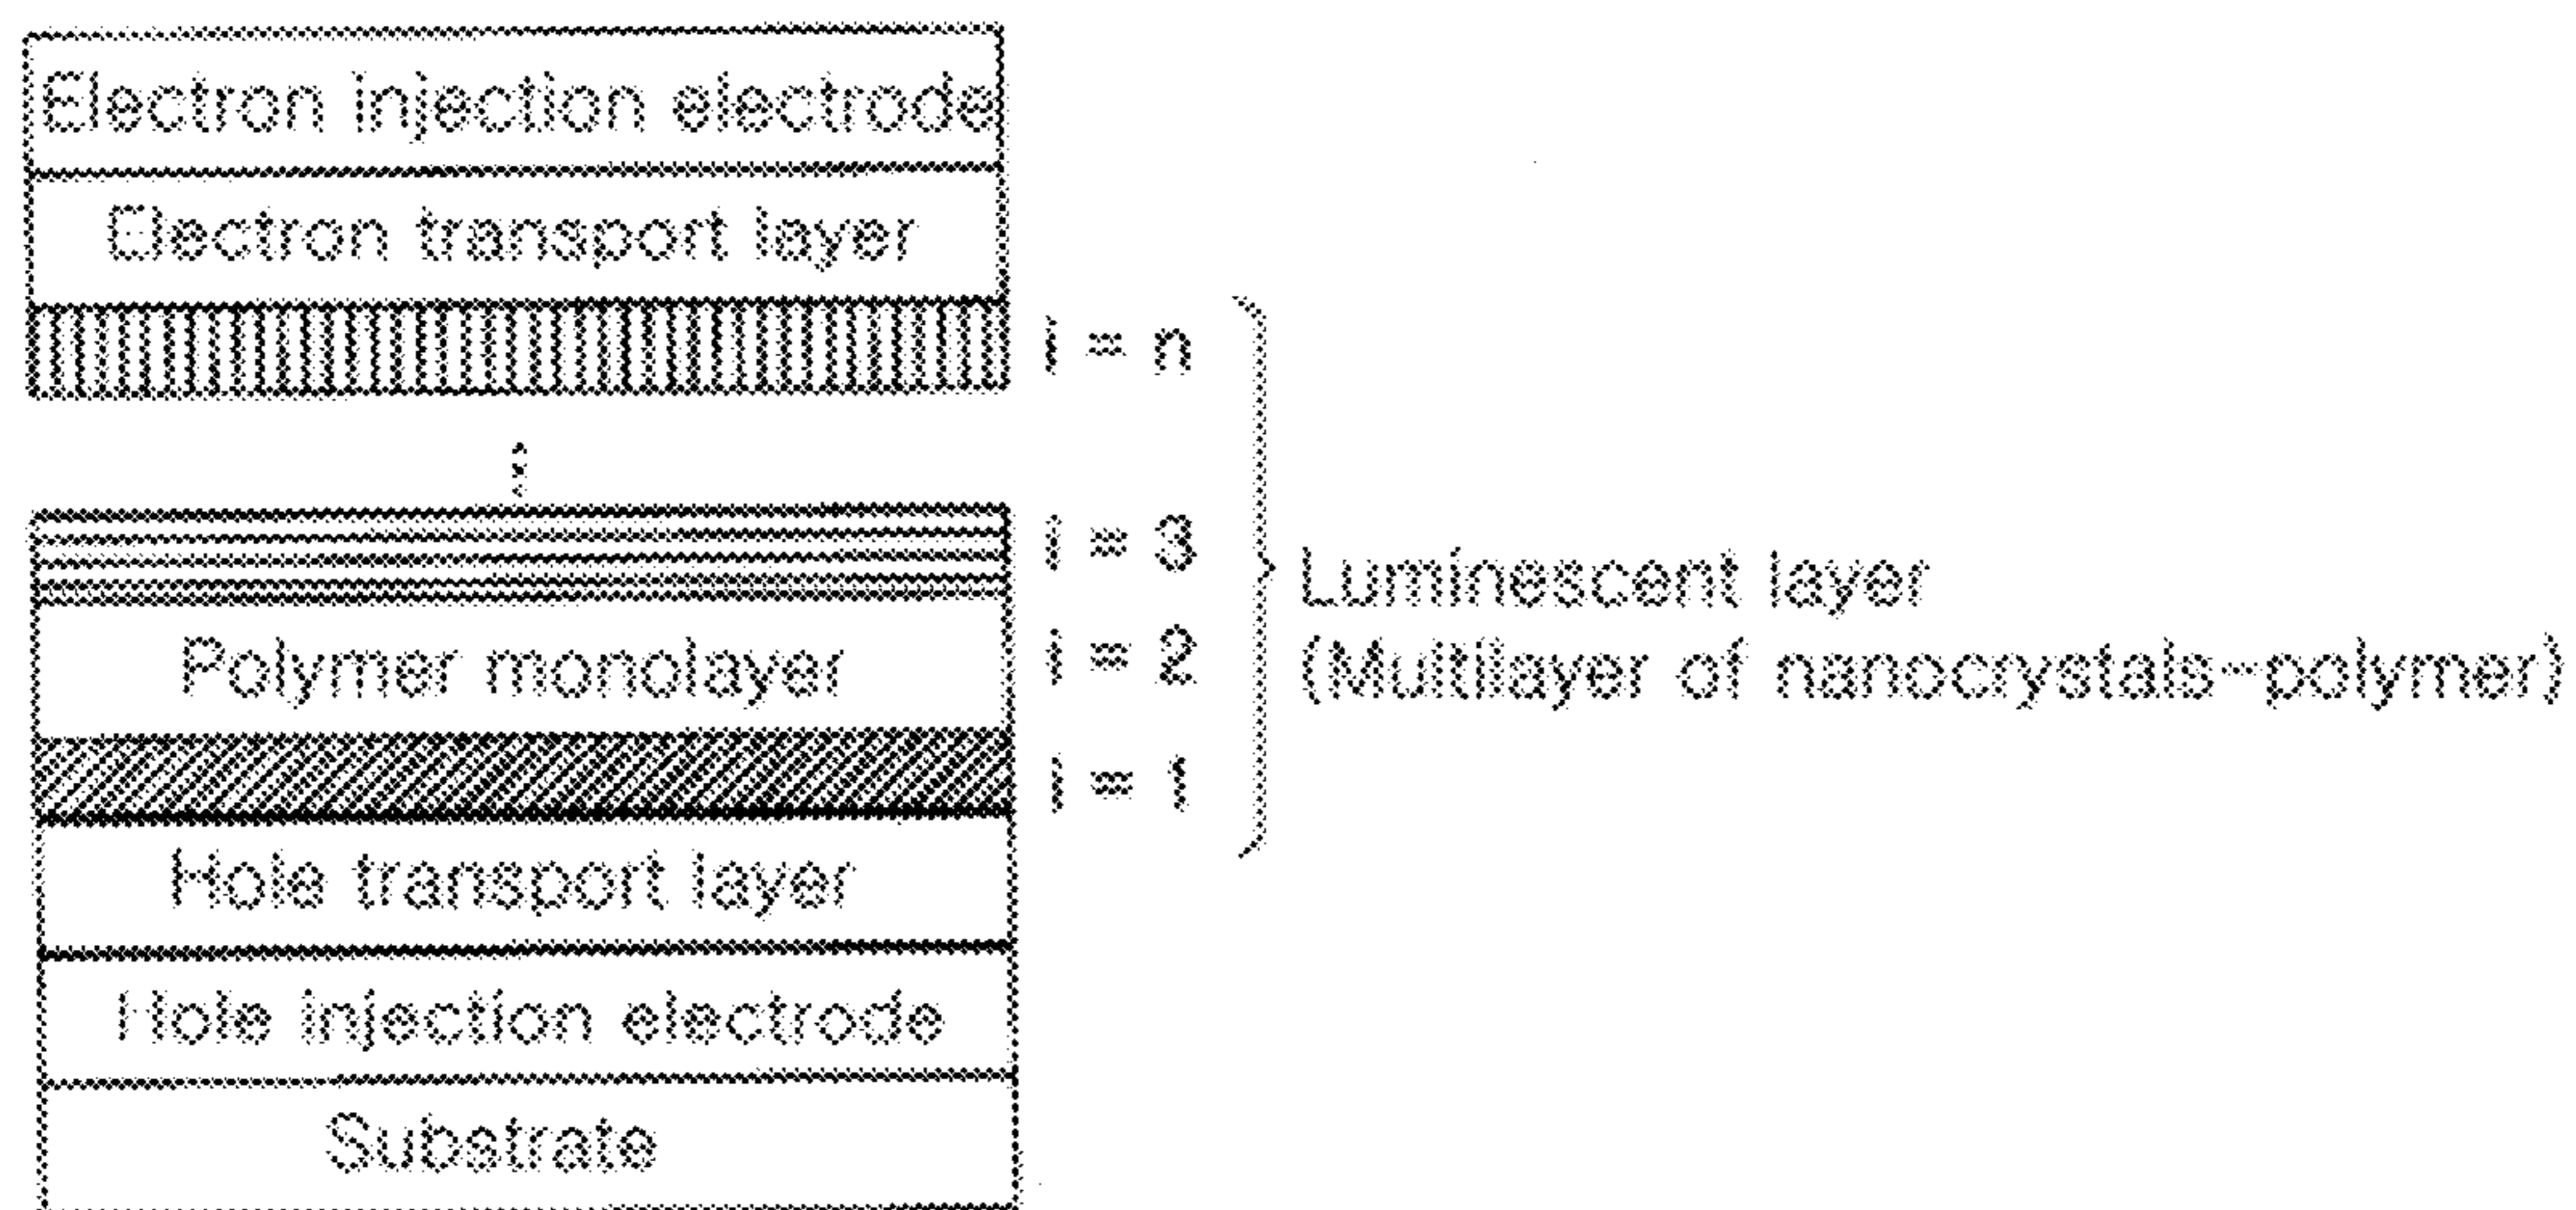 Electron injection electrode
Electron transport layer
i = n
i = 3
Luminescent layer
Polymer monolayer
i = 2
(Multilayer of nanocrystals-polymer)
i = 1
Hole transport layer
Hole injection electrode
Substrate